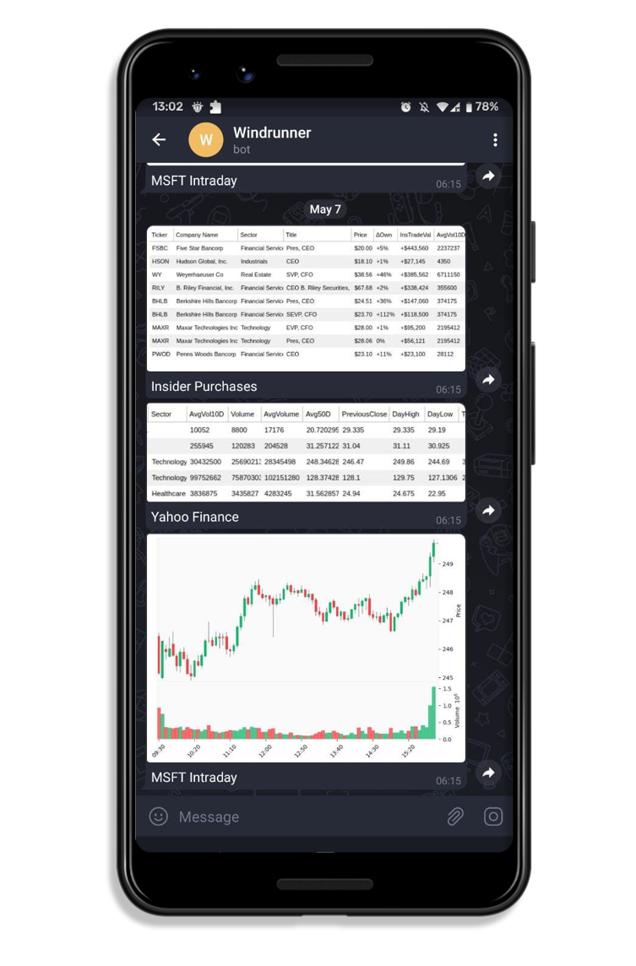 13:02 78%
W Windrunner
bot
MSFT Intraday 06:15
May 7
Ticker Company Name Sector Title Price ΔOwn InsTradeVal AvgVol10D
FSBC Five Star Bancorp Financial Servic Pres, CEO $20.00 +5% +$443,560 2237237
HSON Hudson Global, Inc. Industrials CEO $18.10 +1% +$27,145 4350
WY Weyerhaeuser Co Real Estate SVP, CFO $38.56 +46% +$385,562 6711150
RILY B. Riley Financial, Inc. Financial Servic CEO B. Riley Securities, $67.68 +2% +$338,424 355600
BHLB Berkshire Hills Bancorp Financial Servic Pres, CEO $24.51 +36% +$147,060 374175
BHLB Berkshire Hills Bancorp Financial Servic SEVP, CFO $23.70 +112% +$118,500 374175
MAXR Maxar Technologies Inc Technology EVP, CFO $28.00 +1% +$95,200 2195412
MAXR Maxar Technologies Inc Technology Pres, CEO $28.06 0% +$56,121 2195412
PWOD Penns Woods Bancorp Financial Servic CEO $23.10 +11% +$23,100 28112
Insider Purchases 06:15
Sector AvgVol10D Volume AvgVolume Avg50D PreviousClose DayHigh DayLow
10052 8800 17176 20.720295 29.335 29.335 29.19
255945 120283 204528 31.257122 31.04 31.11 30.925
Technology 30432500 25690213 28345498 248.34628 246.47 249.86 244.69
Technology 99752662 75870303 102151280 128.37428 128.1 129.75 127.1306
Healthcare 3836875 3435827 4283245 31.562857 24.94 24.675 22.95
Yahoo Finance 06:15
249
248
247
246
245
Price
1.5
1.0
0.5
0.0
Volume 10⁶
09:30 10:20 11:10 12:00 12:50 13:40 14:30 15:20
MSFT Intraday 06:15
Message